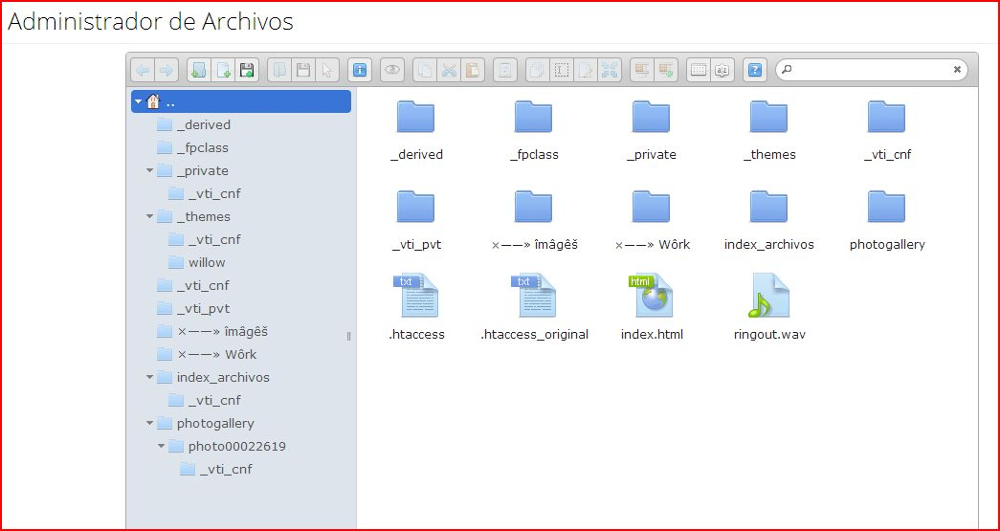 Administrador de Archivos
..
_derived
_fpclass
_private
_vti_cnf
_themes
_vti_cnf
willow
_vti_cnf
_vti_pvt
×——» îmâgêš
×——» Wôrk
index_archivos
_vti_cnf
photogallery
photo00022619
_vti_cnf
_derived _fpclass _private _themes _vti_cnf
_vti_pvt ×——» îmâgêš ×——» Wôrk index_archivos photogallery
txt txt html
.htaccess .htaccess_original index.html ringout.wav